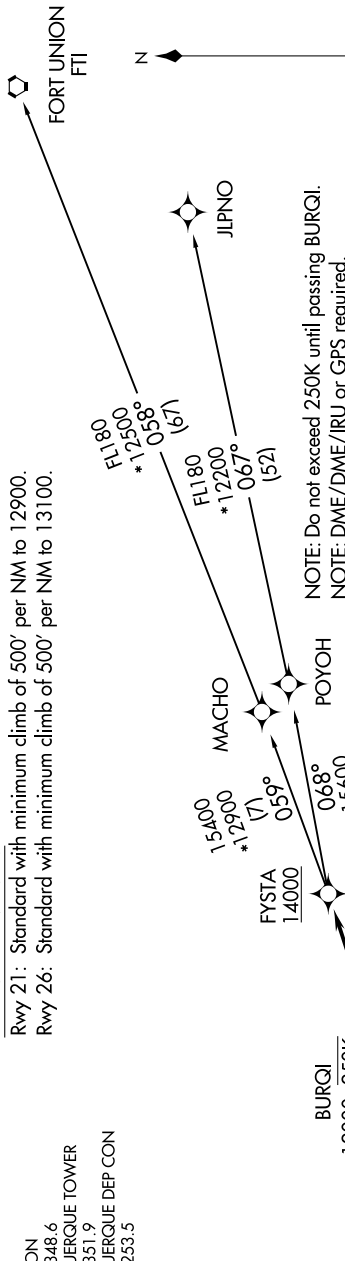 Rwy 21: Standard with minimum climb of 500' per NM to 12900.
Rwy 26: Standard with minimum climb of 500' per NM to 13100.
348.6
TOWER
351.9
DEP CON
253.5
FORT UNION
FTI
N
JLPNO
FL180
*12500
058°
(67)
FL180
*12200
067°
(52)
NOTE: Do not exceed 250K until passing BURQI.
NOTE: DME/DME/IRU or GPS required.
MACHO
POYOH
15400
*12900
(7)
059°
068°
15600
FYSTA
14000
BURQI